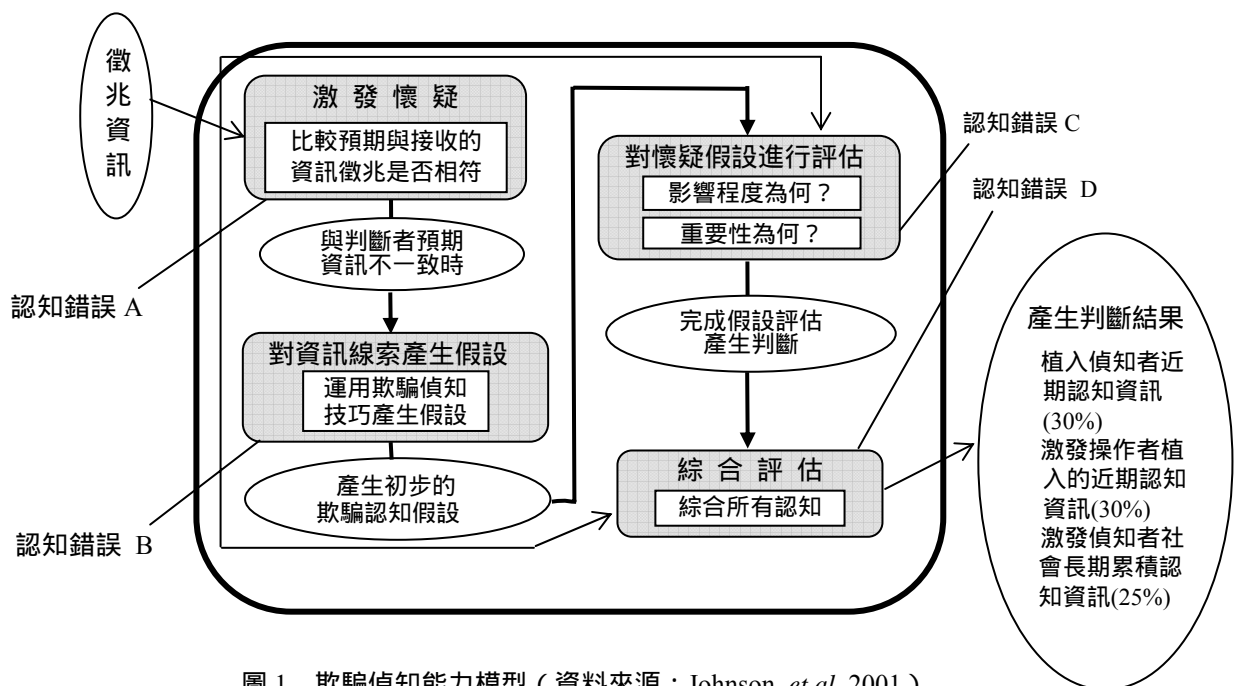 徵
兆
資
訊
激 發 懷 疑
比較預期與接收的
資訊徵兆是否相符
與判斷者預期
資訊不一致時
認知錯誤 A
對資訊線索產生假設
運用欺騙偵知
技巧產生假設
產生初步的
欺騙認知假設
認知錯誤 B
對懷疑假設進行評估
影響程度為何？
重要性為何？
認知錯誤 C
認知錯誤 D
完成假設評估
產生判斷
綜 合 評 估
綜合所有認知
產生判斷結果
植入偵知者近
期認知資訊
(30%)
激發操作者植
入的近期認知
資訊(30%)
激發偵知者社
會長期累積認
知資訊(25%)
圖 1 欺騙偵知能力模型（資料來源：Johnson, et al. 2001）